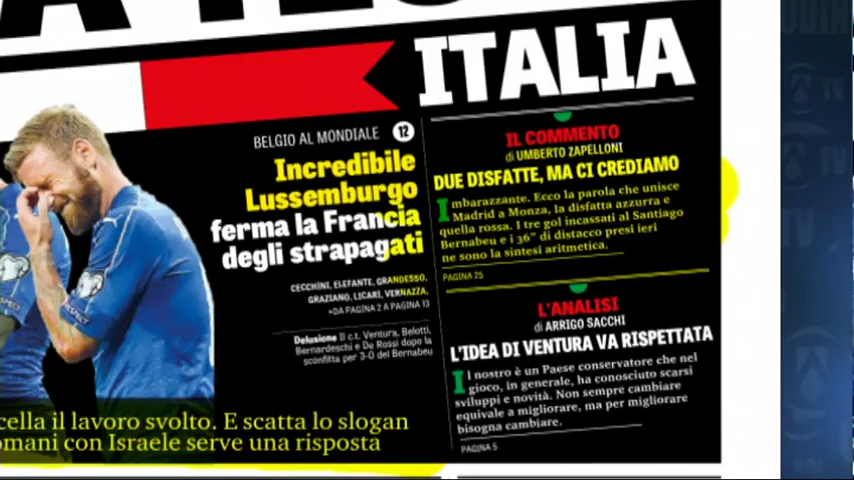 ITALIA
BELGIO AL MONDIALE 12
Incredibile
Lussemburgo
ferma la Francia
degli strapagati
CECCHINI, ELEFANTE, GRANDESSO,
GRAZIANO, LICARI, VERNAZZA,
>DA PAGINA 2 A PAGINA 13
Delusione Il c.t. Ventura, Belotti,
Bernardeschi e De Rossi dopo la
sconfitta per 3-0 del Bernabeu
IL COMMENTO
di UMBERTO ZAPELLONI
DUE DISFATTE, MA CI CREDIAMO
Imbarazzante. Ecco la parola che unisce
Madrid a Monza, la disfatta azzurra e
quella rossa. I tre gol incassati al Santiago
Bernabeu e i 36" di distacco presi ieri
ne sono la sintesi aritmetica.
PAGINA 25
L'ANALISI
di ARRIGO SACCHI
L'IDEA DI VENTURA VA RISPETTATA
Il nostro è un Paese conservatore che nel
gioco, in generale, ha conosciuto scarsi
sviluppi e novità. Non sempre cambiare
equivale a migliorare, ma per migliorare
bisogna cambiare.
PAGINA 5
cella il lavoro svolto. E scatta lo slogan
omani con Israele serve una risposta
RESPECT
TV
TV
TV